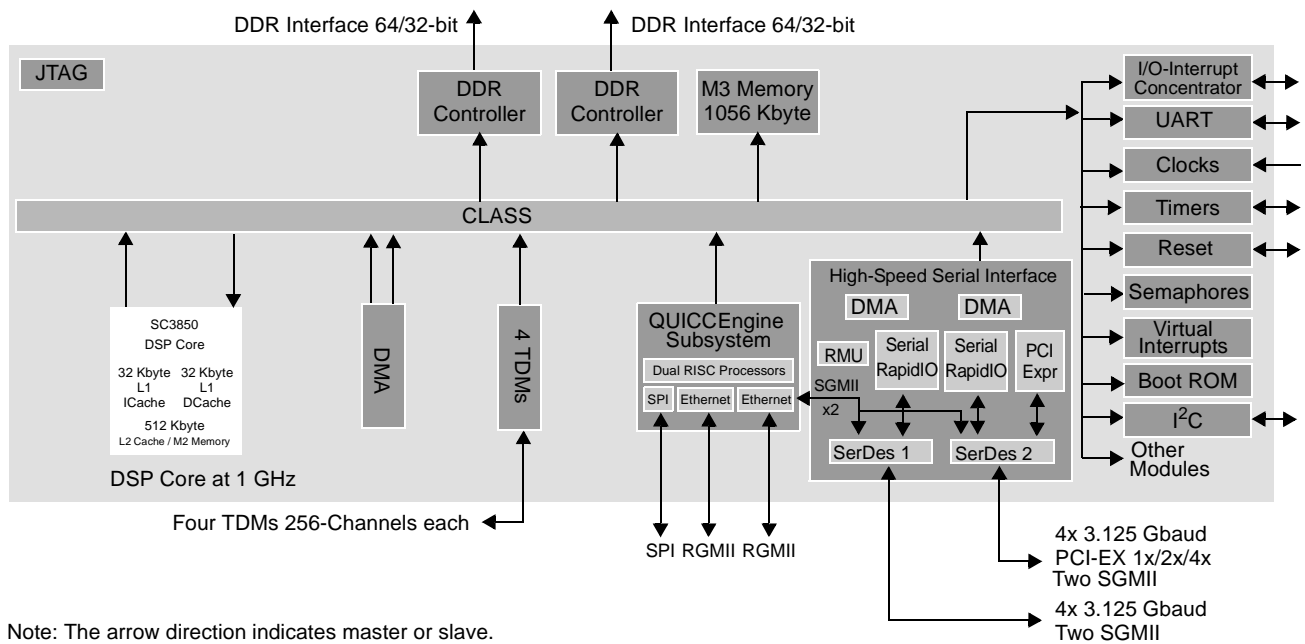 DDR Interface 64/32-bit
DDR Interface 64/32-bit
JTAG
DDR
Controller
DDR
Controller
M3 Memory
1056 Kbyte
I/O-Interrupt
Concentrator
UART
Clocks
Timers
Reset
Semaphores
Virtual
Interrupts
Boot ROM
I²C
Other
Modules
CLASS
SC3850
DSP Core
32 Kbyte
L1
ICache
32 Kbyte
L1
DCache
512 Kbyte
L2 Cache / M2 Memory
DSP Core at 1 GHz
DMA
4 TDMs
Four TDMs 256-Channels each
QUICCEngine
Subsystem
Dual RISC Processors
SPI
Ethernet
Ethernet
SPI
RGMII
RGMII
High-Speed Serial Interface
DMA
DMA
RMU
Serial
RapidIO
Serial
RapidIO
PCI
Expr
SGMII
x2
SerDes 1
SerDes 2
4x 3.125 Gbaud
PCI-EX 1x/2x/4x
Two SGMII
4x 3.125 Gbaud
Two SGMII
Note: The arrow direction indicates master or slave.